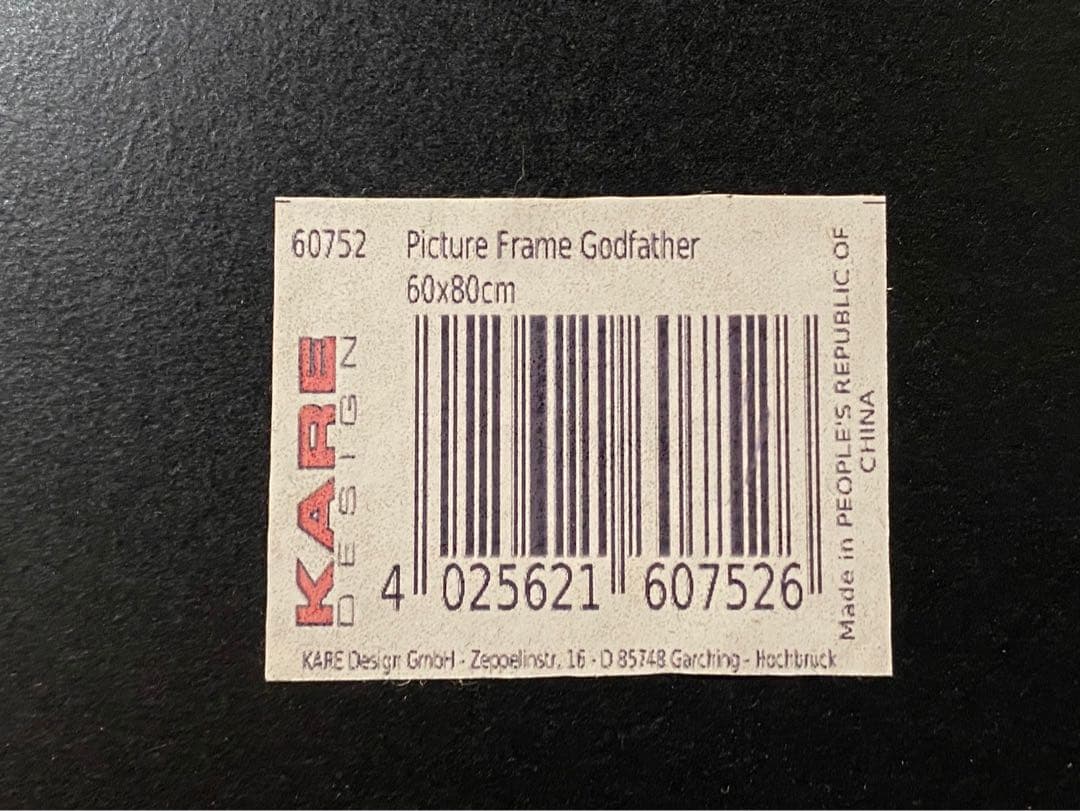 60752 Picture Frame Godfather
60x80cm
KARE
DESIGN
4 025621 607526
Made in PEOPLE'S REPUBLIC OF
CHINA
KARE Design GmbH - Zeppelinstr. 16 - D 85748 Garching - Hochbrück